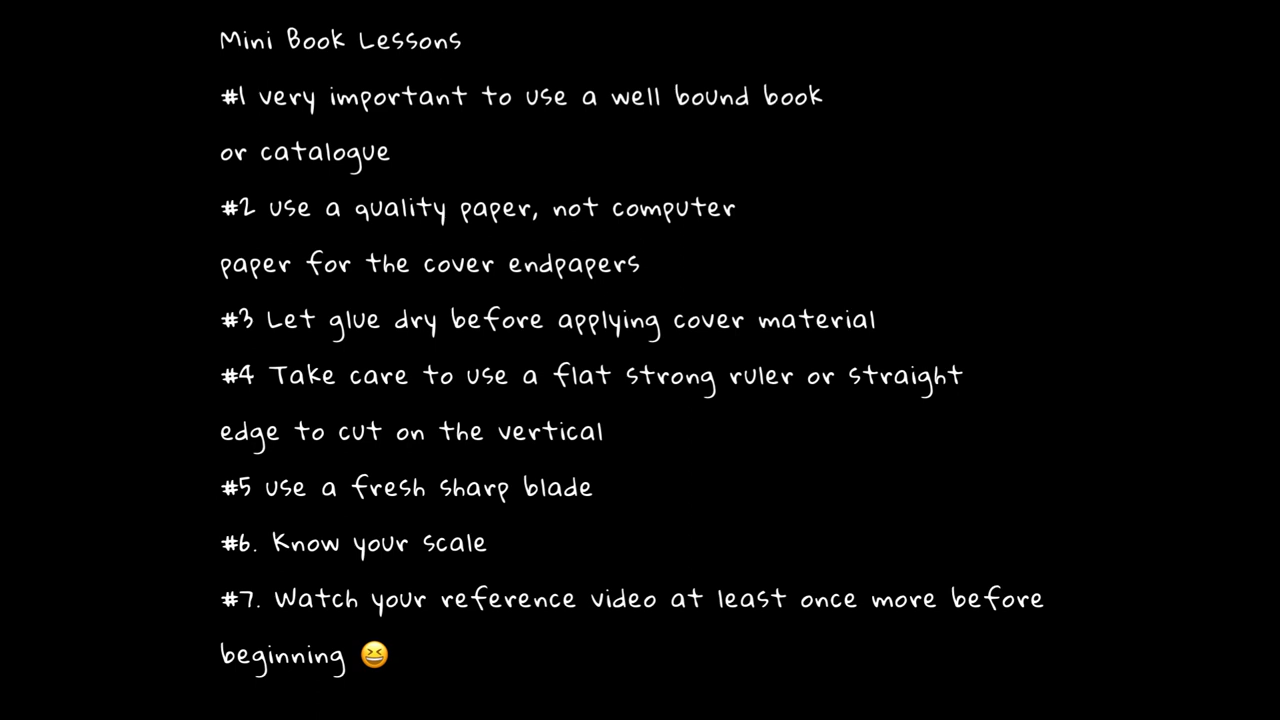 Mini Book Lessons
#1 very important to use a well bound book
or catalogue
#2 use a quality paper, not computer
paper for the cover endpapers
#3 Let glue dry before applying cover material
#4 Take care to use a flat strong ruler or straight
edge to cut on the vertical
#5 use a fresh sharp blade
#6. Know your scale
#7. Watch your reference video at least once more before
beginning 😆